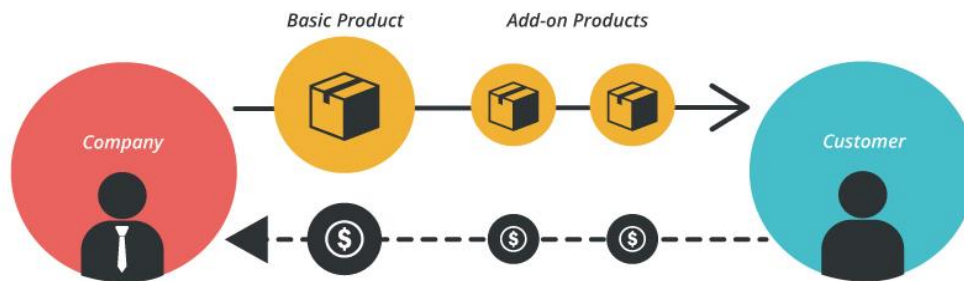 Basic Product
Add-on Products
Company
Customer
$
$
$